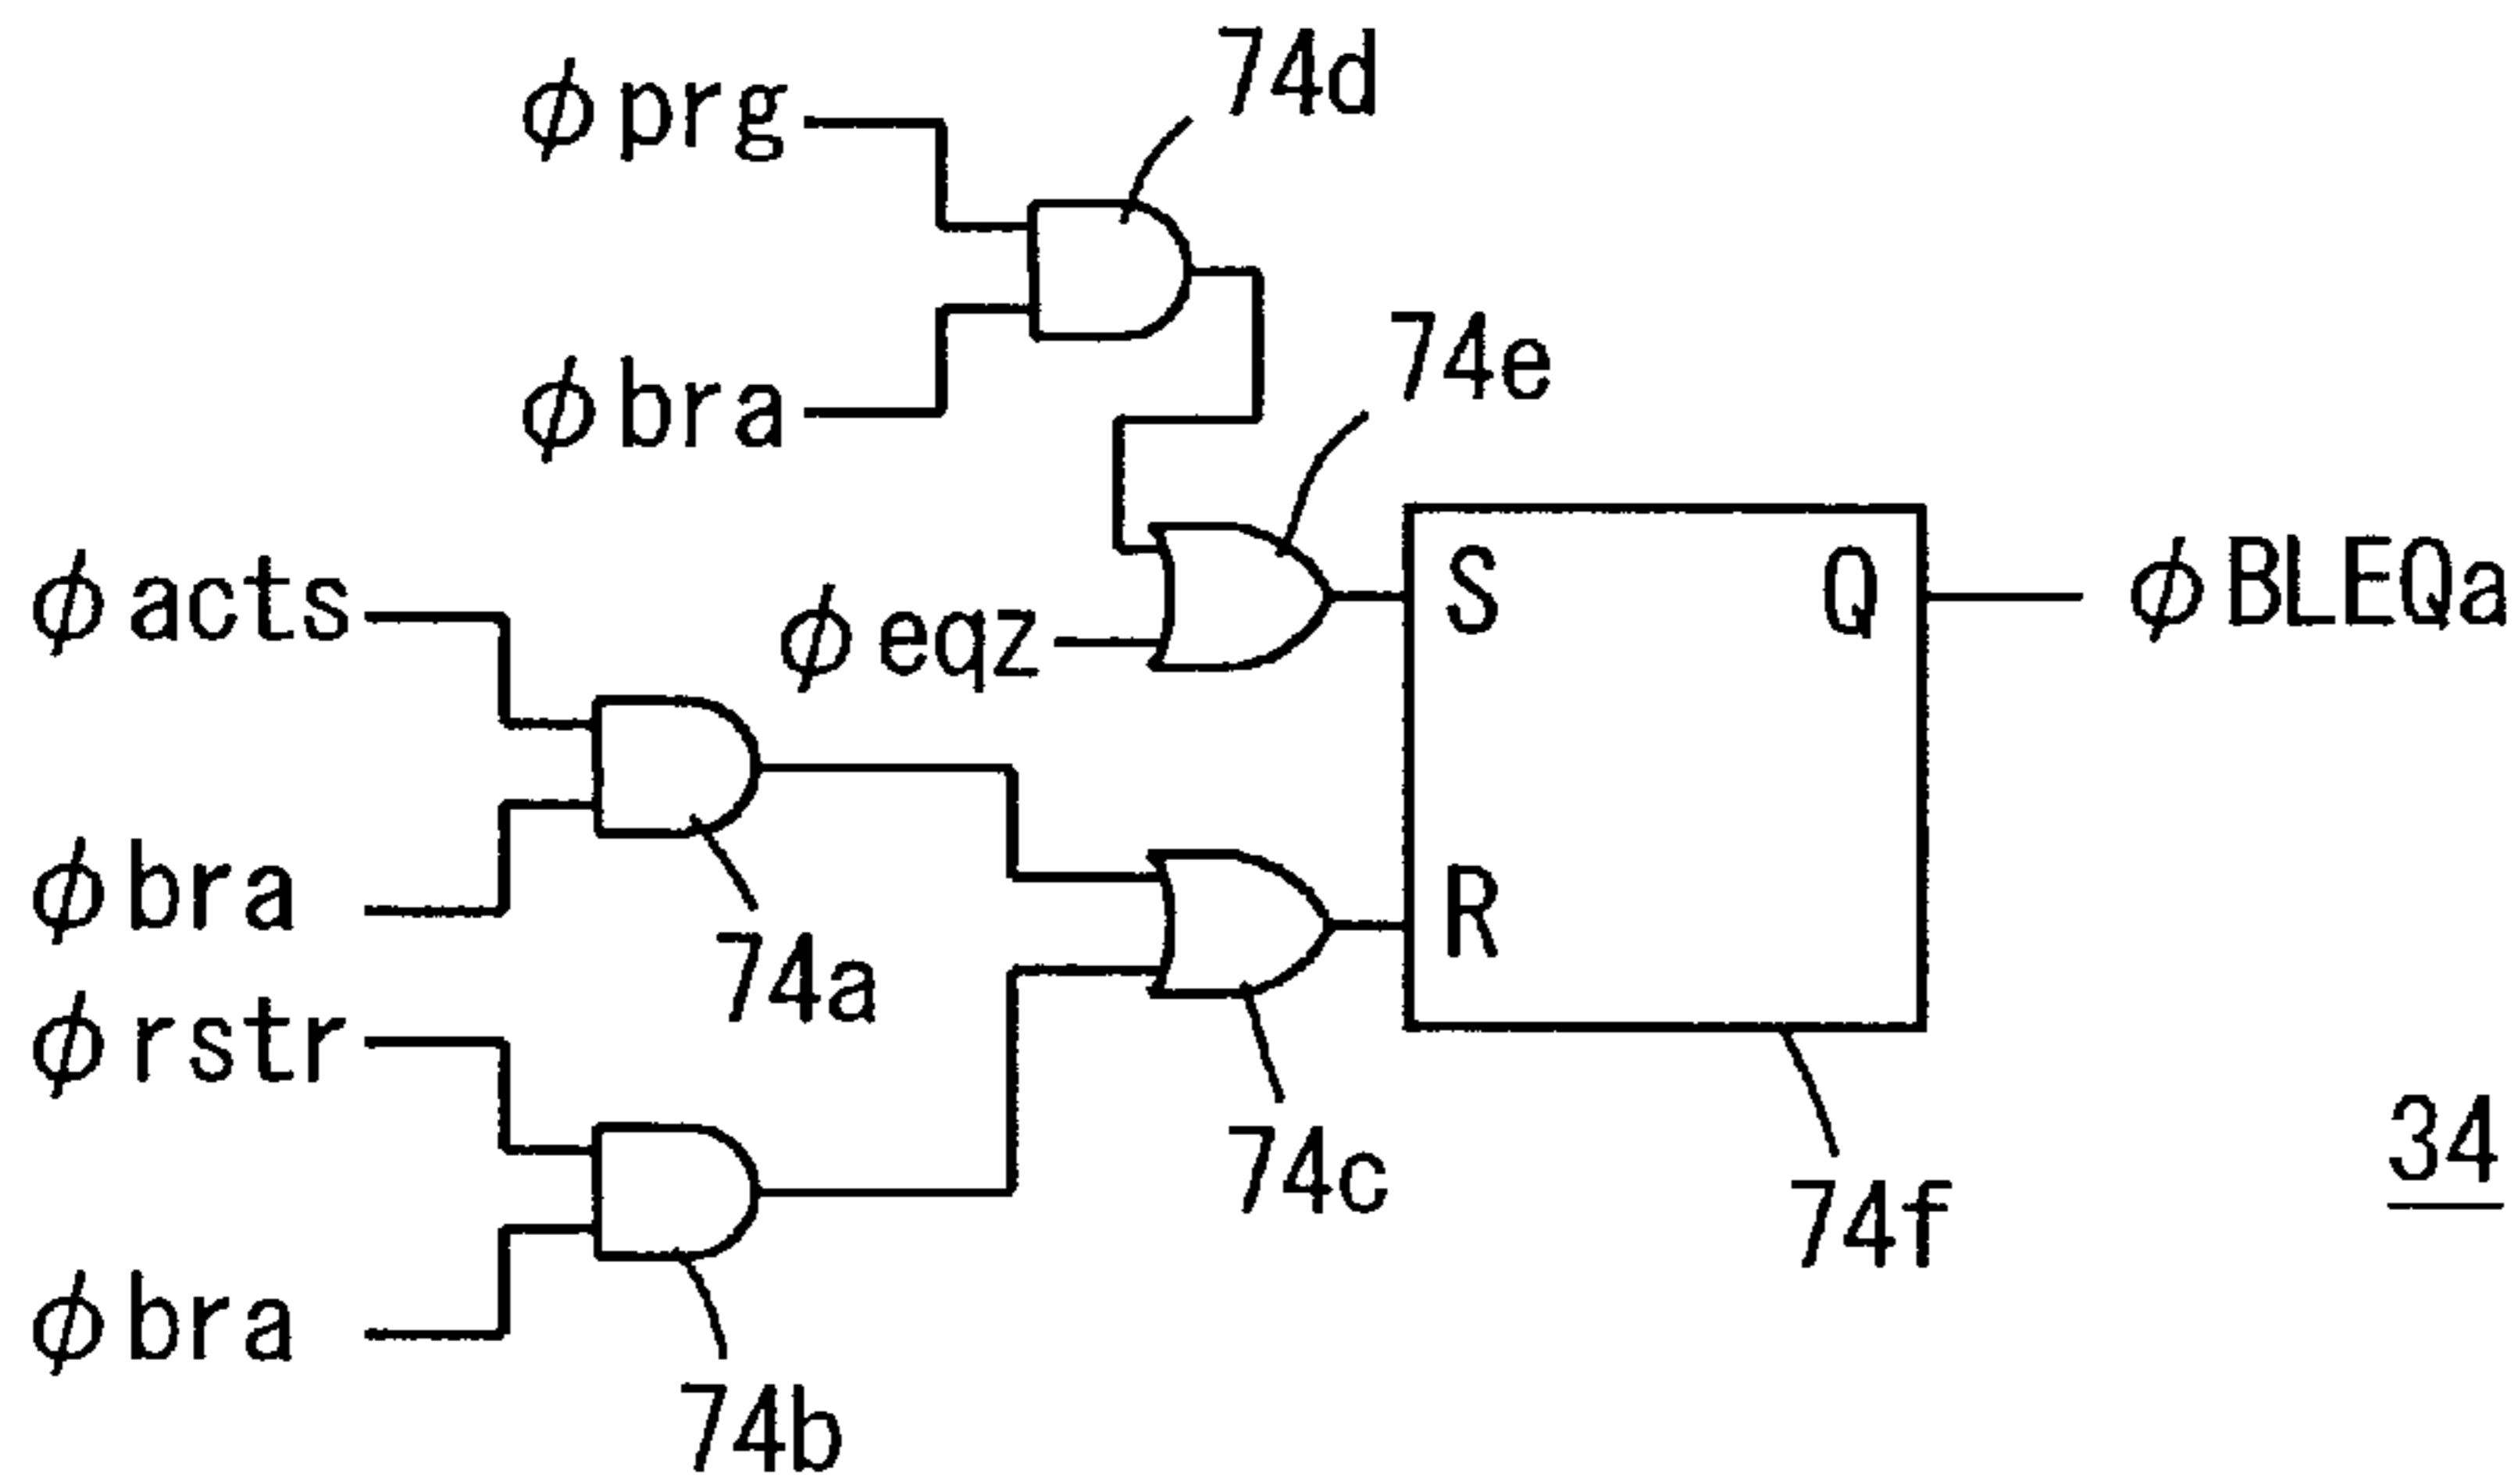 74d
φprg
74e
φbra
φacts
φeqz
S
Q
φBLEQa
φbra
R
74a
φrstr
74c
34
74f
φbra
74b